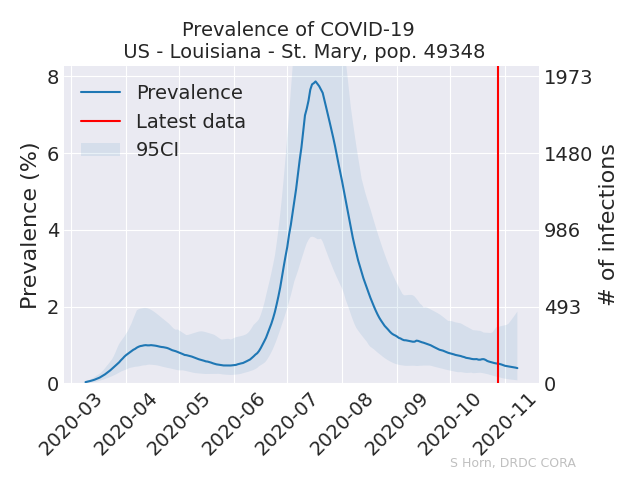 Prevalence of COVID-19
US - Louisiana - St. Mary, pop. 49348
Prevalence (%)
8
6
4
2
0
Prevalence
Latest data
95CI
1973
1480
986
493
0
# of infections
2020-03
2020-04
2020-05
2020-06
2020-07
2020-08
2020-09
2020-10
2020-11
S Horn, DRDC CORA